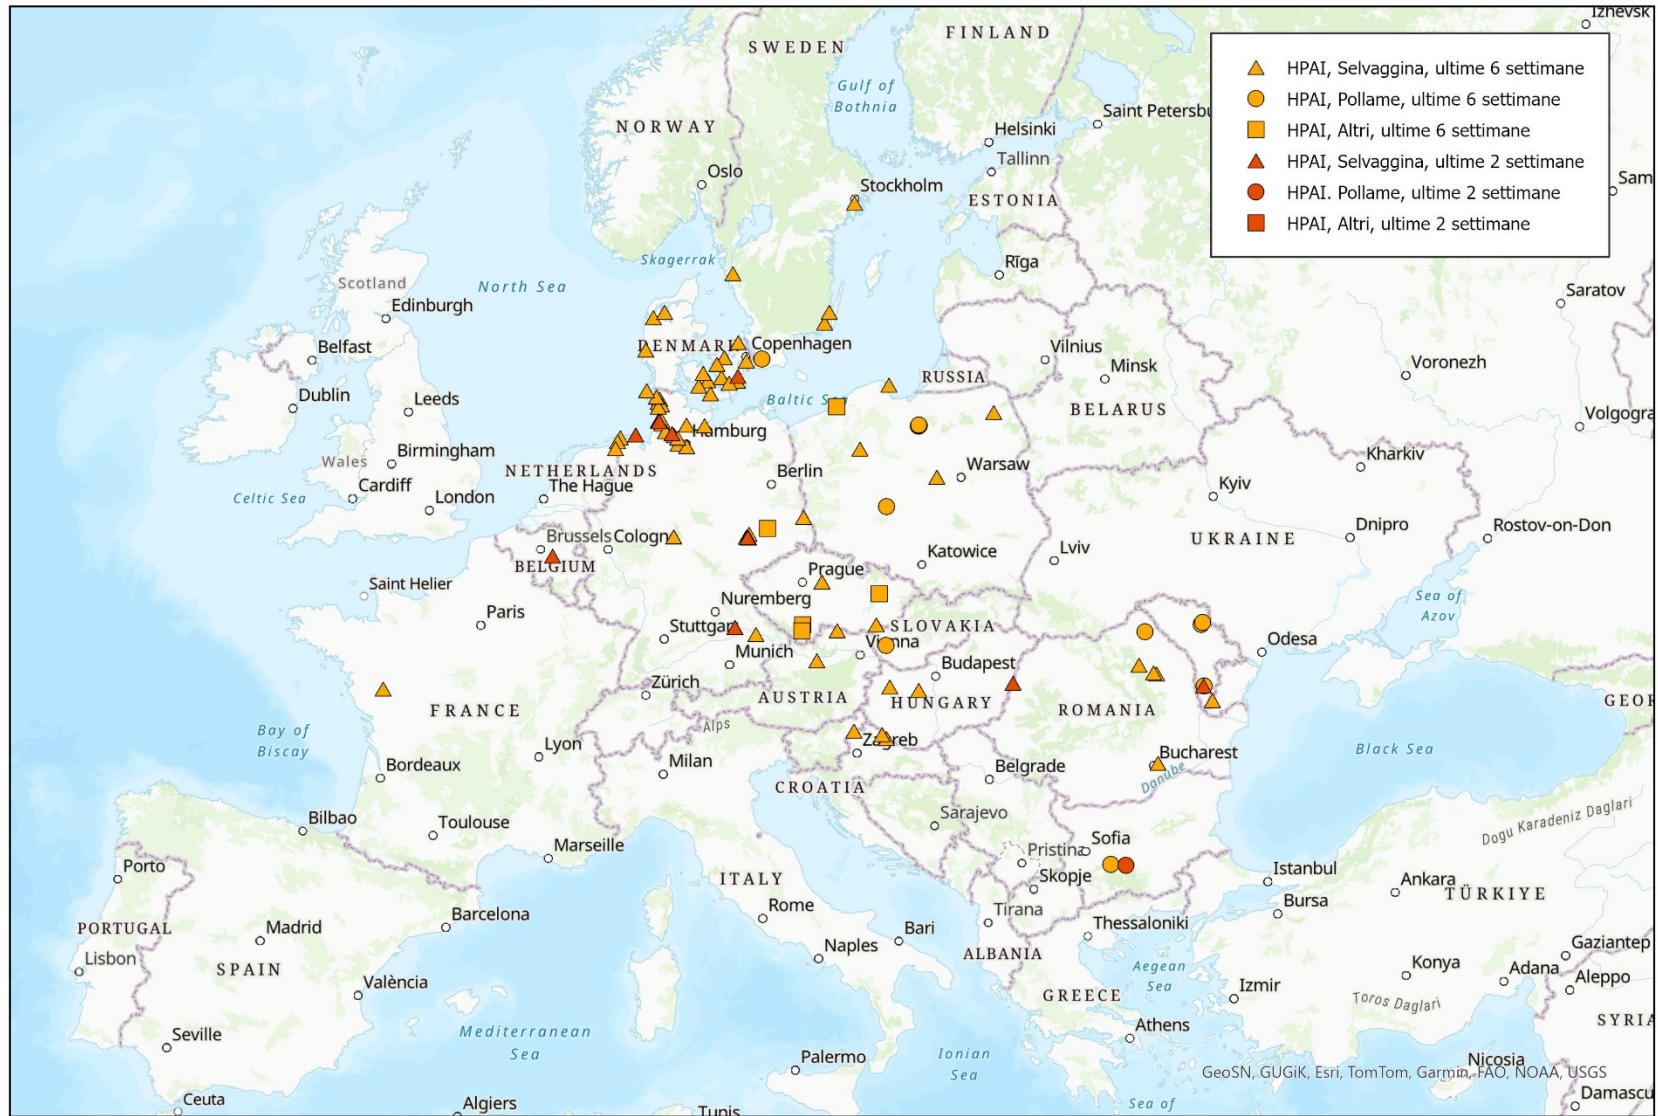 Izhevsk
FINLAND
SWEDEN
HPAI, Selvaggina, ultime 6 settimane
HPAI, Pollame, ultime 6 settimane
HPAI, Altri, ultime 6 settimane
HPAI, Selvaggina, ultime 2 settimane
HPAI. Pollame, ultime 2 settimane
HPAI, Altri, ultime 2 settimane
Gulf of
Bothnia
Saint Petersbu
NORWAY
Helsinki
Tallinn
Oslo
Stockholm
Sam
ESTONIA
Skagerrak
Rīga
Scotland
North Sea
Saratov
Edinburgh
Belfast
DENMARK
Copenhagen
Vilnius
Minsk
Voronezh
RUSSIA
Dublin
Leeds
Baltic Sea
BELARUS
Volgogra
Hamburg
Birmingham
Wales
Kharkiv
NETHERLANDS
Berlin
Warsaw
Cardiff
The Hague
Kyiv
Celtic Sea
London
Dnipro
Rostov-on-Don
Brussels
Cologn
UKRAINE
Katowice
Lviv
BELGIUM
Prague
Saint Helier
Nuremberg
Sea of
Azov
Paris
Stuttgar
SLOVAKIA
Odesa
Vienna
Munich
Budapest
Zürich
AUSTRIA
HUNGARY
GEOR
FRANCE
ROMANIA
Bay of
Biscay
Alps
Lyon
Zagreb
Black Sea
Bucharest
Bordeaux
Milan
Belgrade
Danube
CROATIA
Bilbao
Toulouse
Sarajevo
Dogu Karadeniz Daglari
Marseille
Pristina
Sofia
Porto
Skopje
Istanbul
ITALY
Ankara
TÜRKIYE
Rome
Tirana
Bursa
PORTUGAL
Madrid
Barcelona
Bari
Thessaloniki
Naples
Gaziantep
Lisbon
ALBANIA
SPAIN
Aegean
Sea
Konya
Adana
Aleppo
València
Izmir
GREECE
Toros Daglari
SYRIA
Seville
Mediterranean
Sea
Athens
Palermo
Ionian
Sea
Nicosia
GeoSN, GUGiK, Esri, TomTom, Garmin, FAO, NOAA, USGS
Damascu
Ceuta
Algiers
Tunis
Sea of